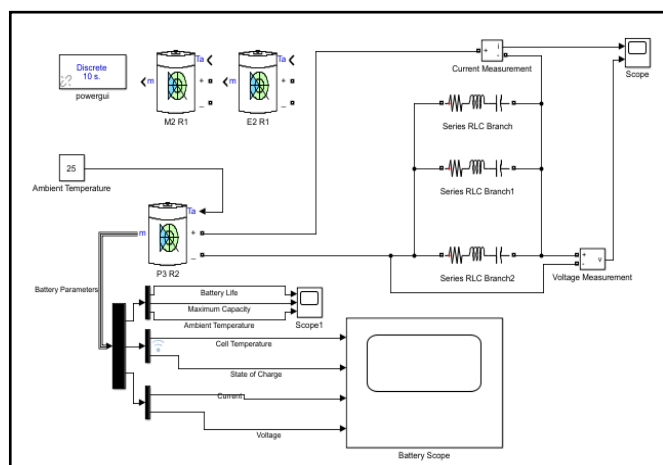 Discrete
10 s.
powergui
m
Ta
+
_
M2 R1
m
Ta
+
_
E2 R1
+
i
-
Current Measurement
Scope
Series RLC Branch
25
Ambient Temperature
Series RLC Branch1
m
Ta
+
_
P3 R2
Series RLC Branch2
+
-
v
Voltage Measurement
Battery Parameters
Battery Life
Maximum Capacity
Ambient Temperature
Scope1
Cell Temperature
State of Charge
Current
Voltage
Battery Scope